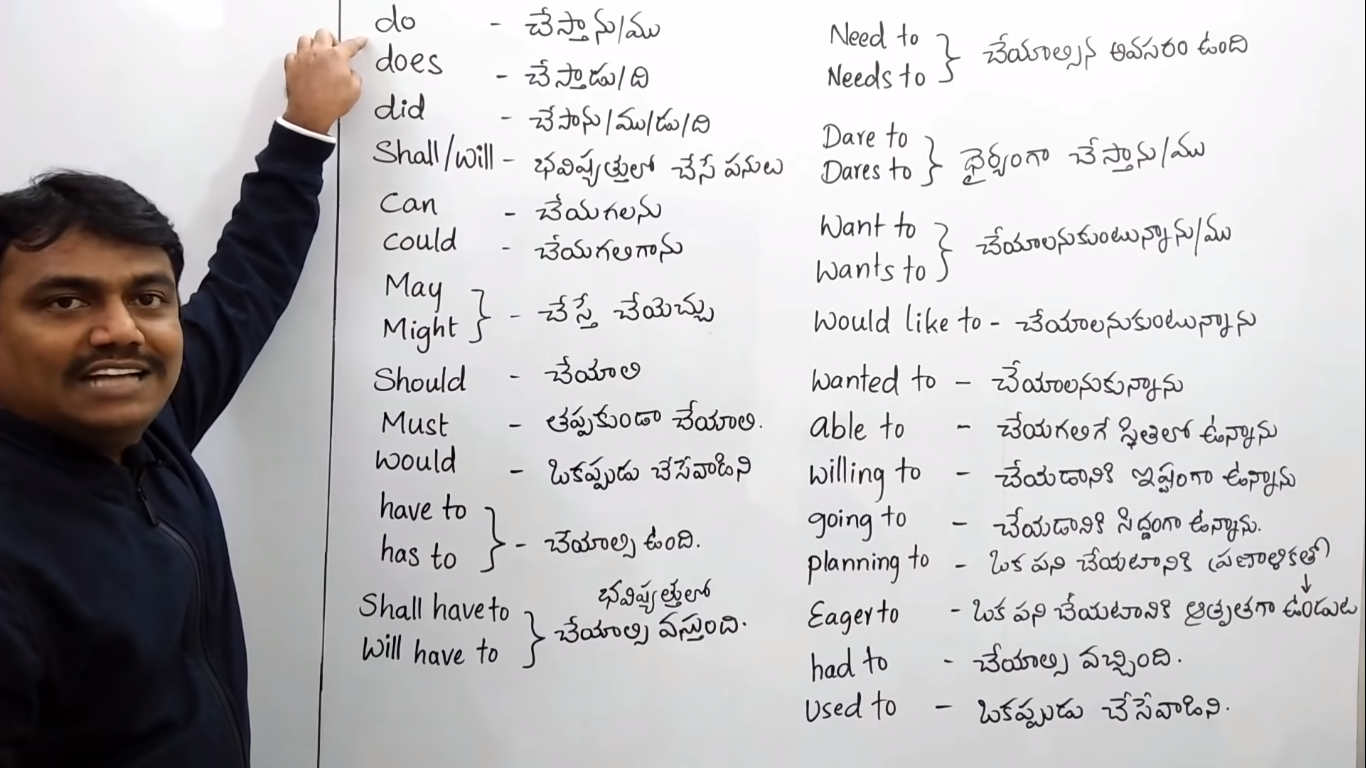 do - చేస్తాను/ము
does - చేస్తాడు/ది
did - చేసాను/ము/డు/ది
Shall/will - భవిష్యత్తులో చేసే పనులు
Can - చేయగలను
could - చేయగలిగాను
May
Might } - చేస్తే చేయొచ్చు
Should - చేయాలి
Must - తప్పకుండా చేయాలి.
would - ఒకప్పుడు చేసేవాడిని
have to
has to } - చేయాల్సి ఉంది.
Shall have to
will have to } భవిష్యత్తులో
చేయాల్సి వస్తుంది.
Need to
Needs to } చేయాల్సిన అవసరం ఉంది
Dare to
Dares to } ధైర్యంగా చేస్తాను/ము
Want to
Wants to } చేయాలనుకుంటున్నాను/ము
would like to - చేయాలనుకుంటున్నాను
wanted to - చేయాలనుకున్నాను
able to - చేయగలిగే స్థితిలో ఉన్నాను
willing to - చేయడానికి ఇష్టంగా ఉన్నాను
going to - చేయడానికి సిద్ధంగా ఉన్నాను.
planning to - ఒక పని చేయటానికి ప్రణాళికతో
Eager to - ఒక పని చేయటానికి ఆతృతగా ఉండుట
had to - చేయాల్సి వచ్చింది.
used to - ఒకప్పుడు చేసేవాడిని.